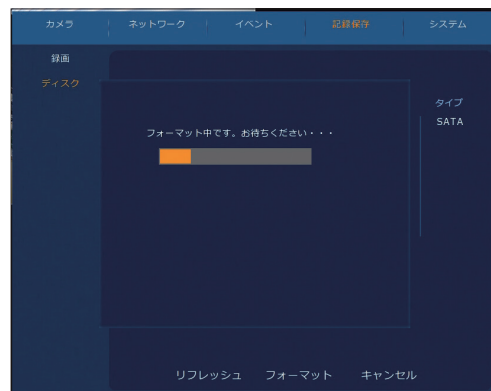 カメラ ネットワーク イベント 記録保存 システム
録画
ディスク
タイプ
SATA
フォーマット中です。お待ちください・・・
リフレッシュ フォーマット キャンセル